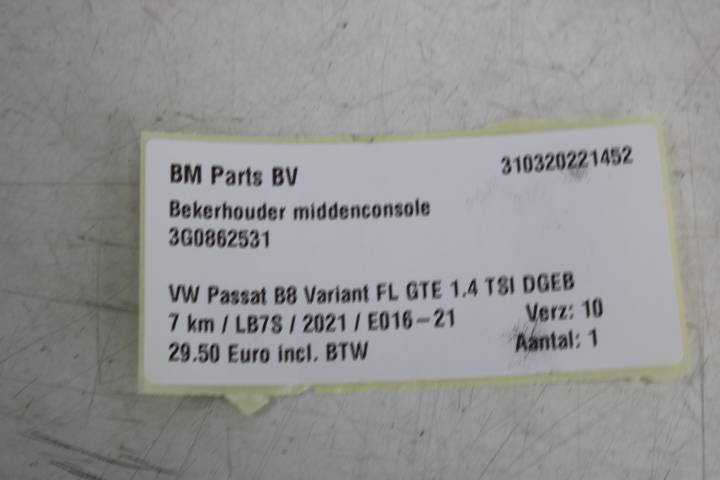 BM Parts BV 310320221452
Bekerhouder middenconsole
3G0862531
VW Passat B8 Variant FL GTE 1.4 TSI DGEB
7 km / LB7S / 2021 / E016-21 Verz: 10
29.50 Euro incl. BTW Aantal: 1